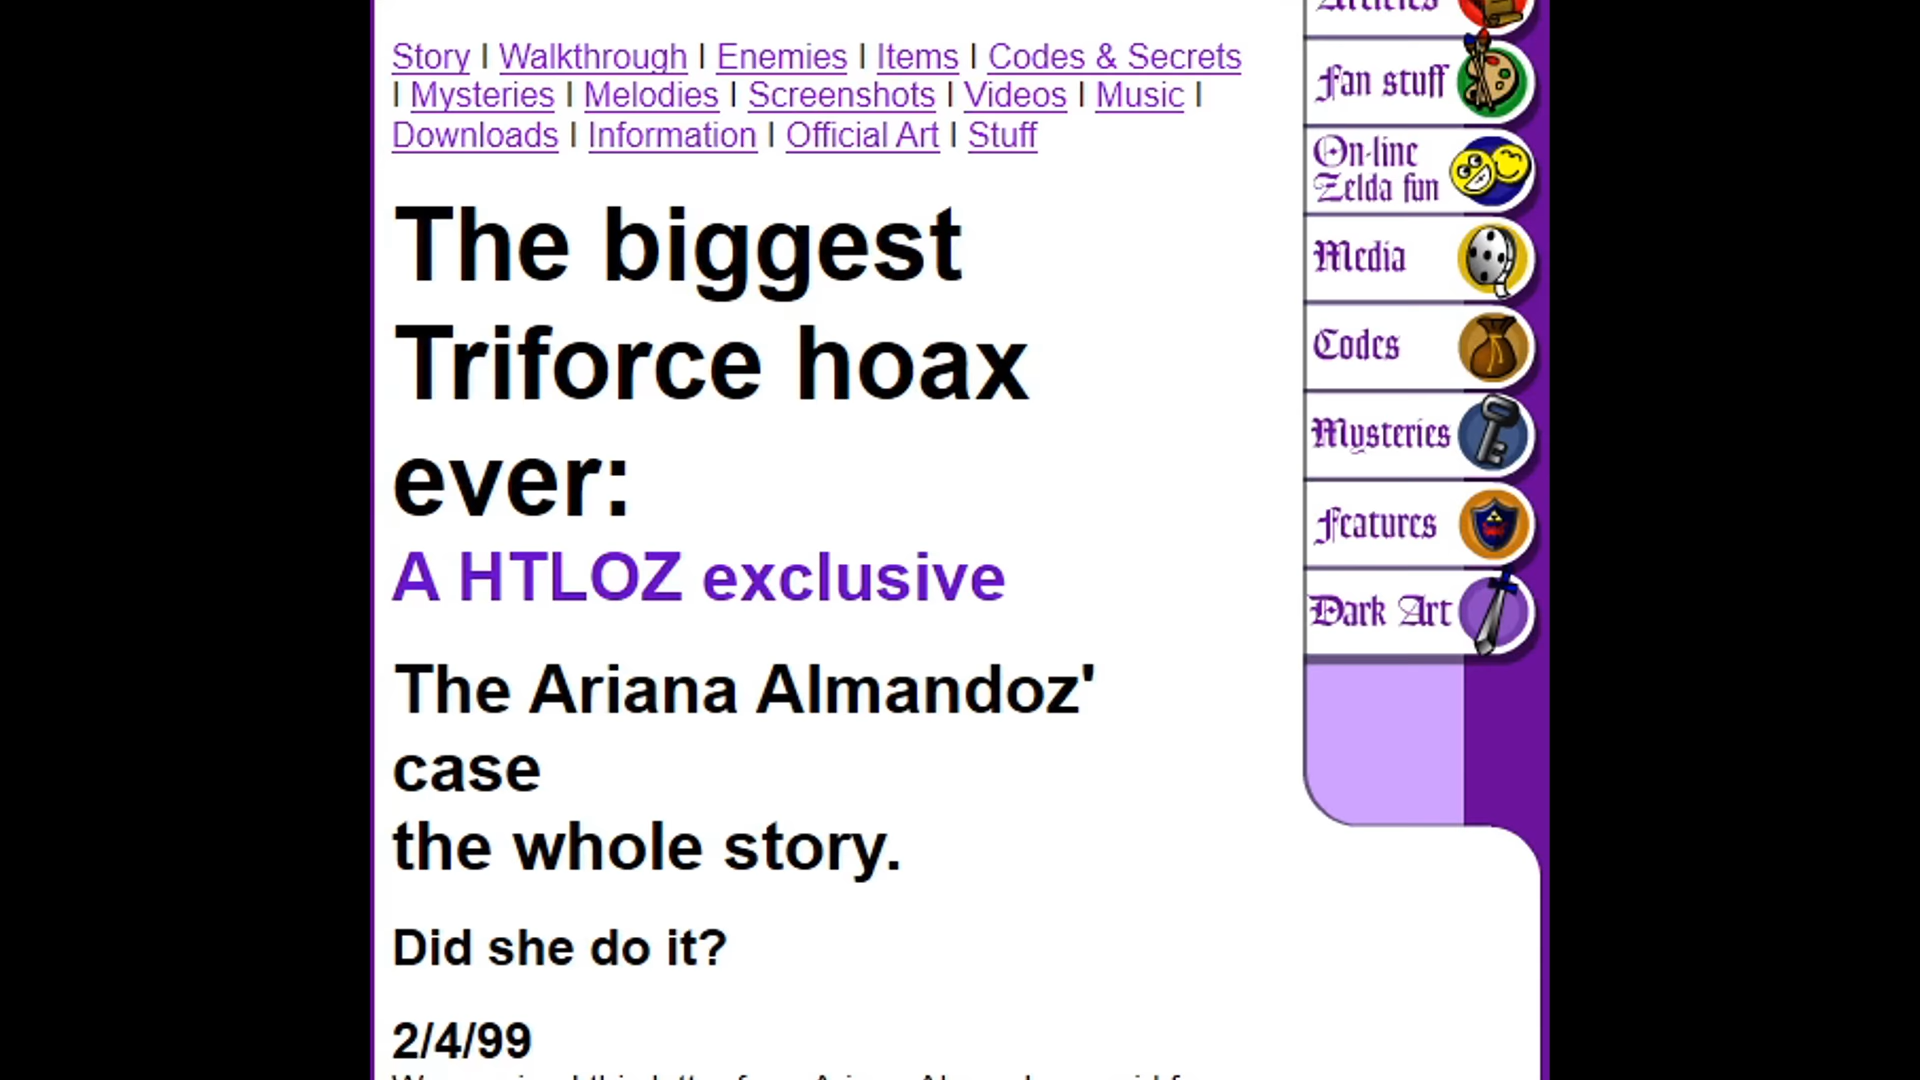 Story | Walkthrough | Enemies | Items | Codes & Secrets
| Mysteries | Melodies | Screenshots | Videos | Music |
Downloads | Information | Official Art | Stuff
The biggest
Triforce hoax
ever:
A HTLOZ exclusive
The Ariana Almandoz'
case
the whole story.
Did she do it?
2/4/99
Articles
Fan stuff
On-line
Zelda fun
Media
Codes
Mysteries
Features
Dark Art